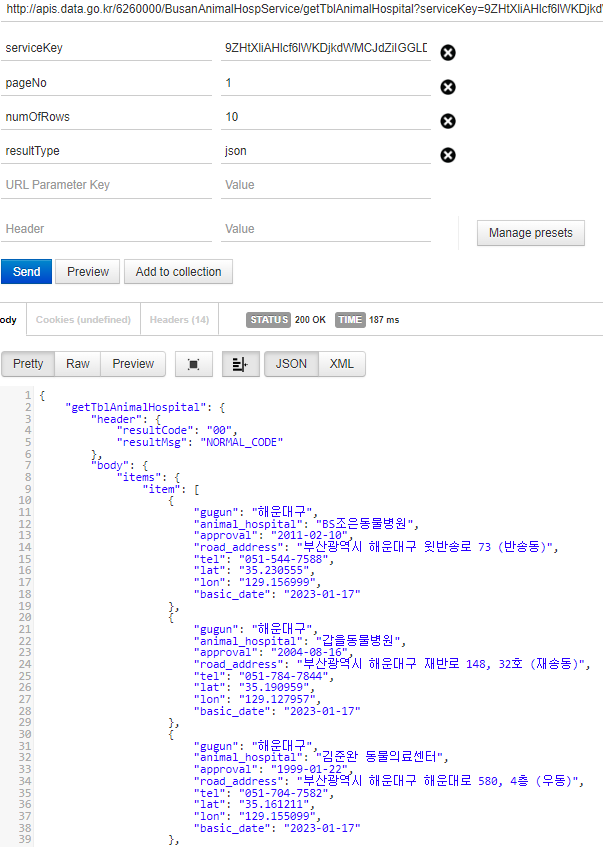 http://apis.data.go.kr/6260000/BusanAnimalHospService/getTblAnimalHospital?serviceKey=9ZHtXliAHlcf6lWKDjkd
serviceKey 9ZHtXliAHlcf6lWKDjkdWMCJdZilGGLD
pageNo 1
numOfRows 10
resultType json
URL Parameter Key Value
Header Value Manage presets
Send Preview Add to collection
ody Cookies (undefined) Headers (14) STATUS 200 OK TIME 187 ms
Pretty Raw Preview JSON XML
1 {
2 "getTblAnimalHospital": {
3 "header": {
4 "resultCode": "00",
5 "resultMsg": "NORMAL_CODE"
6 },
7 "body": {
8 "items": {
9 "item": [
10 {
11 "gugun": "해운대구",
12 "animal_hospital": "BS조은동물병원",
13 "approval": "2011-02-10",
14 "road_address": "부산광역시 해운대구 윗반송로 73 (반송동)",
15 "tel": "051-544-7588",
16 "lat": "35.230555",
17 "lon": "129.156999",
18 "basic_date": "2023-01-17"
19 },
20 {
21 "gugun": "해운대구",
22 "animal_hospital": "갑을동물병원",
23 "approval": "2004-08-16",
24 "road_address": "부산광역시 해운대구 재반로 148, 32호 (재송동)",
25 "tel": "051-784-7844",
26 "lat": "35.190959",
27 "lon": "129.127957",
28 "basic_date": "2023-01-17"
29 },
30 {
31 "gugun": "해운대구",
32 "animal_hospital": "김준완 동물의료센터",
33 "approval": "1999-01-22",
34 "road_address": "부산광역시 해운대구 해운대로 580, 4층 (우동)",
35 "tel": "051-704-7582",
36 "lat": "35.161211",
37 "lon": "129.155099",
38 "basic_date": "2023-01-17"
39 },